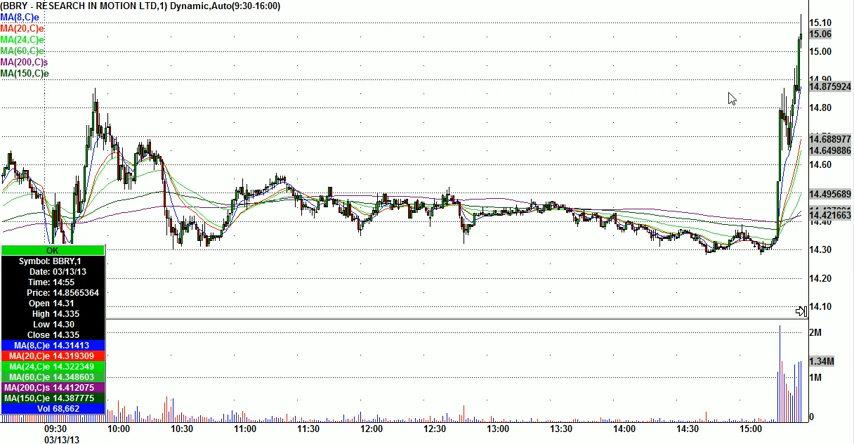 (BBRY - RESEARCH IN MOTION LTD,1) Dynamic,Auto(9:30-16:00)
MA(8,C)e
MA(20,C)e
MA(24,C)e
MA(60,C)e
MA(200,C)s
MA(150,C)e
15.10
15.06
15.00
14.90
14.875924
14.80
14.688977
14.649886
14.60
14.495689
14.421663
14.40
14.30
14.20
14.10
OK
Symbol: BBRY,1
Date: 03/13/13
Time: 14:55
Price: 14.8565364
Open 14.31
High 14.335
Low 14.30
Close 14.335
MA(8,C)e 14.31413
MA(20,C)e 14.319309
MA(24,C)e 14.322349
MA(60,C)e 14.348603
MA(200,C)s 14.412075
MA(150,C)e 14.387775
Vol 68,662
2M
1.34M
1M
0
09:30 10:00 10:30 11:00 11:30 12:00 12:30 13:00 13:30 14:00 14:30 15:00
03/13/13